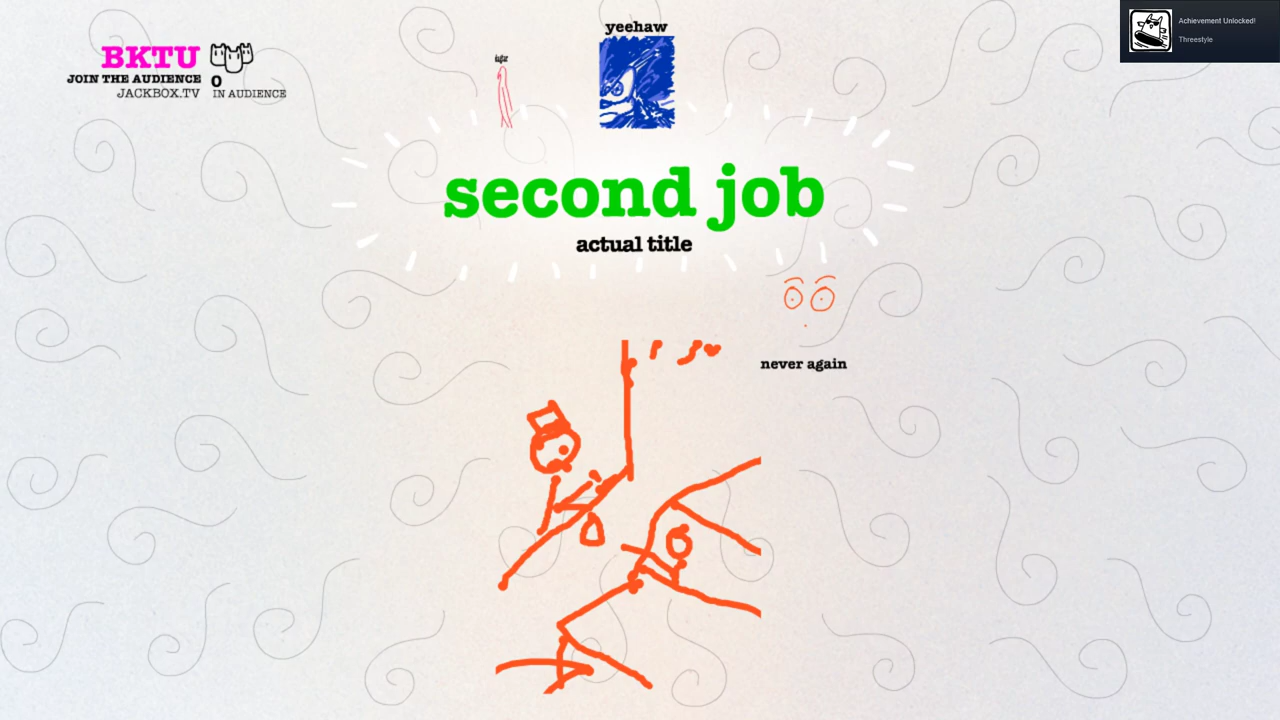 yeehaw
BKTU
JOIN THE AUDIENCE
JACKBOX.TV
0
IN AUDIENCE
Achievement Unlocked!
Threestyle
second job
actual title
never again